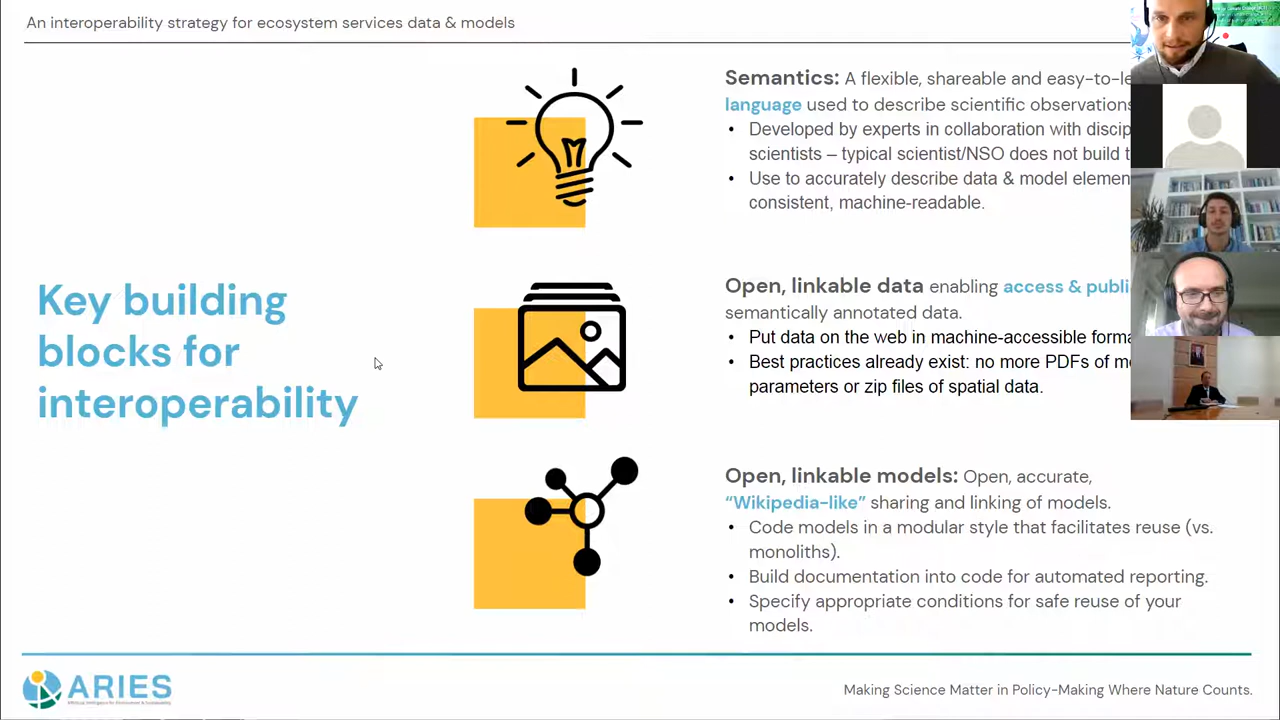 An interoperability strategy for ecosystem services data & models
Key building
blocks for
interoperability
Semantics: A flexible, shareable and easy-to-le
language used to describe scientific observations
• Developed by experts in collaboration with discip
scientists – typical scientist/NSO does not build t
• Use to accurately describe data & model elemen
consistent, machine-readable.
Open, linkable data enabling access & publi
semantically annotated data.
• Put data on the web in machine-accessible forma
• Best practices already exist: no more PDFs of m
parameters or zip files of spatial data.
Open, linkable models: Open, accurate,
“Wikipedia-like” sharing and linking of models.
• Code models in a modular style that facilitates reuse (vs.
monoliths).
• Build documentation into code for automated reporting.
• Specify appropriate conditions for safe reuse of your
models.
ARIES
Artificial Intelligence for Environment & Sustainability
Making Science Matter in Policy-Making Where Nature Counts.